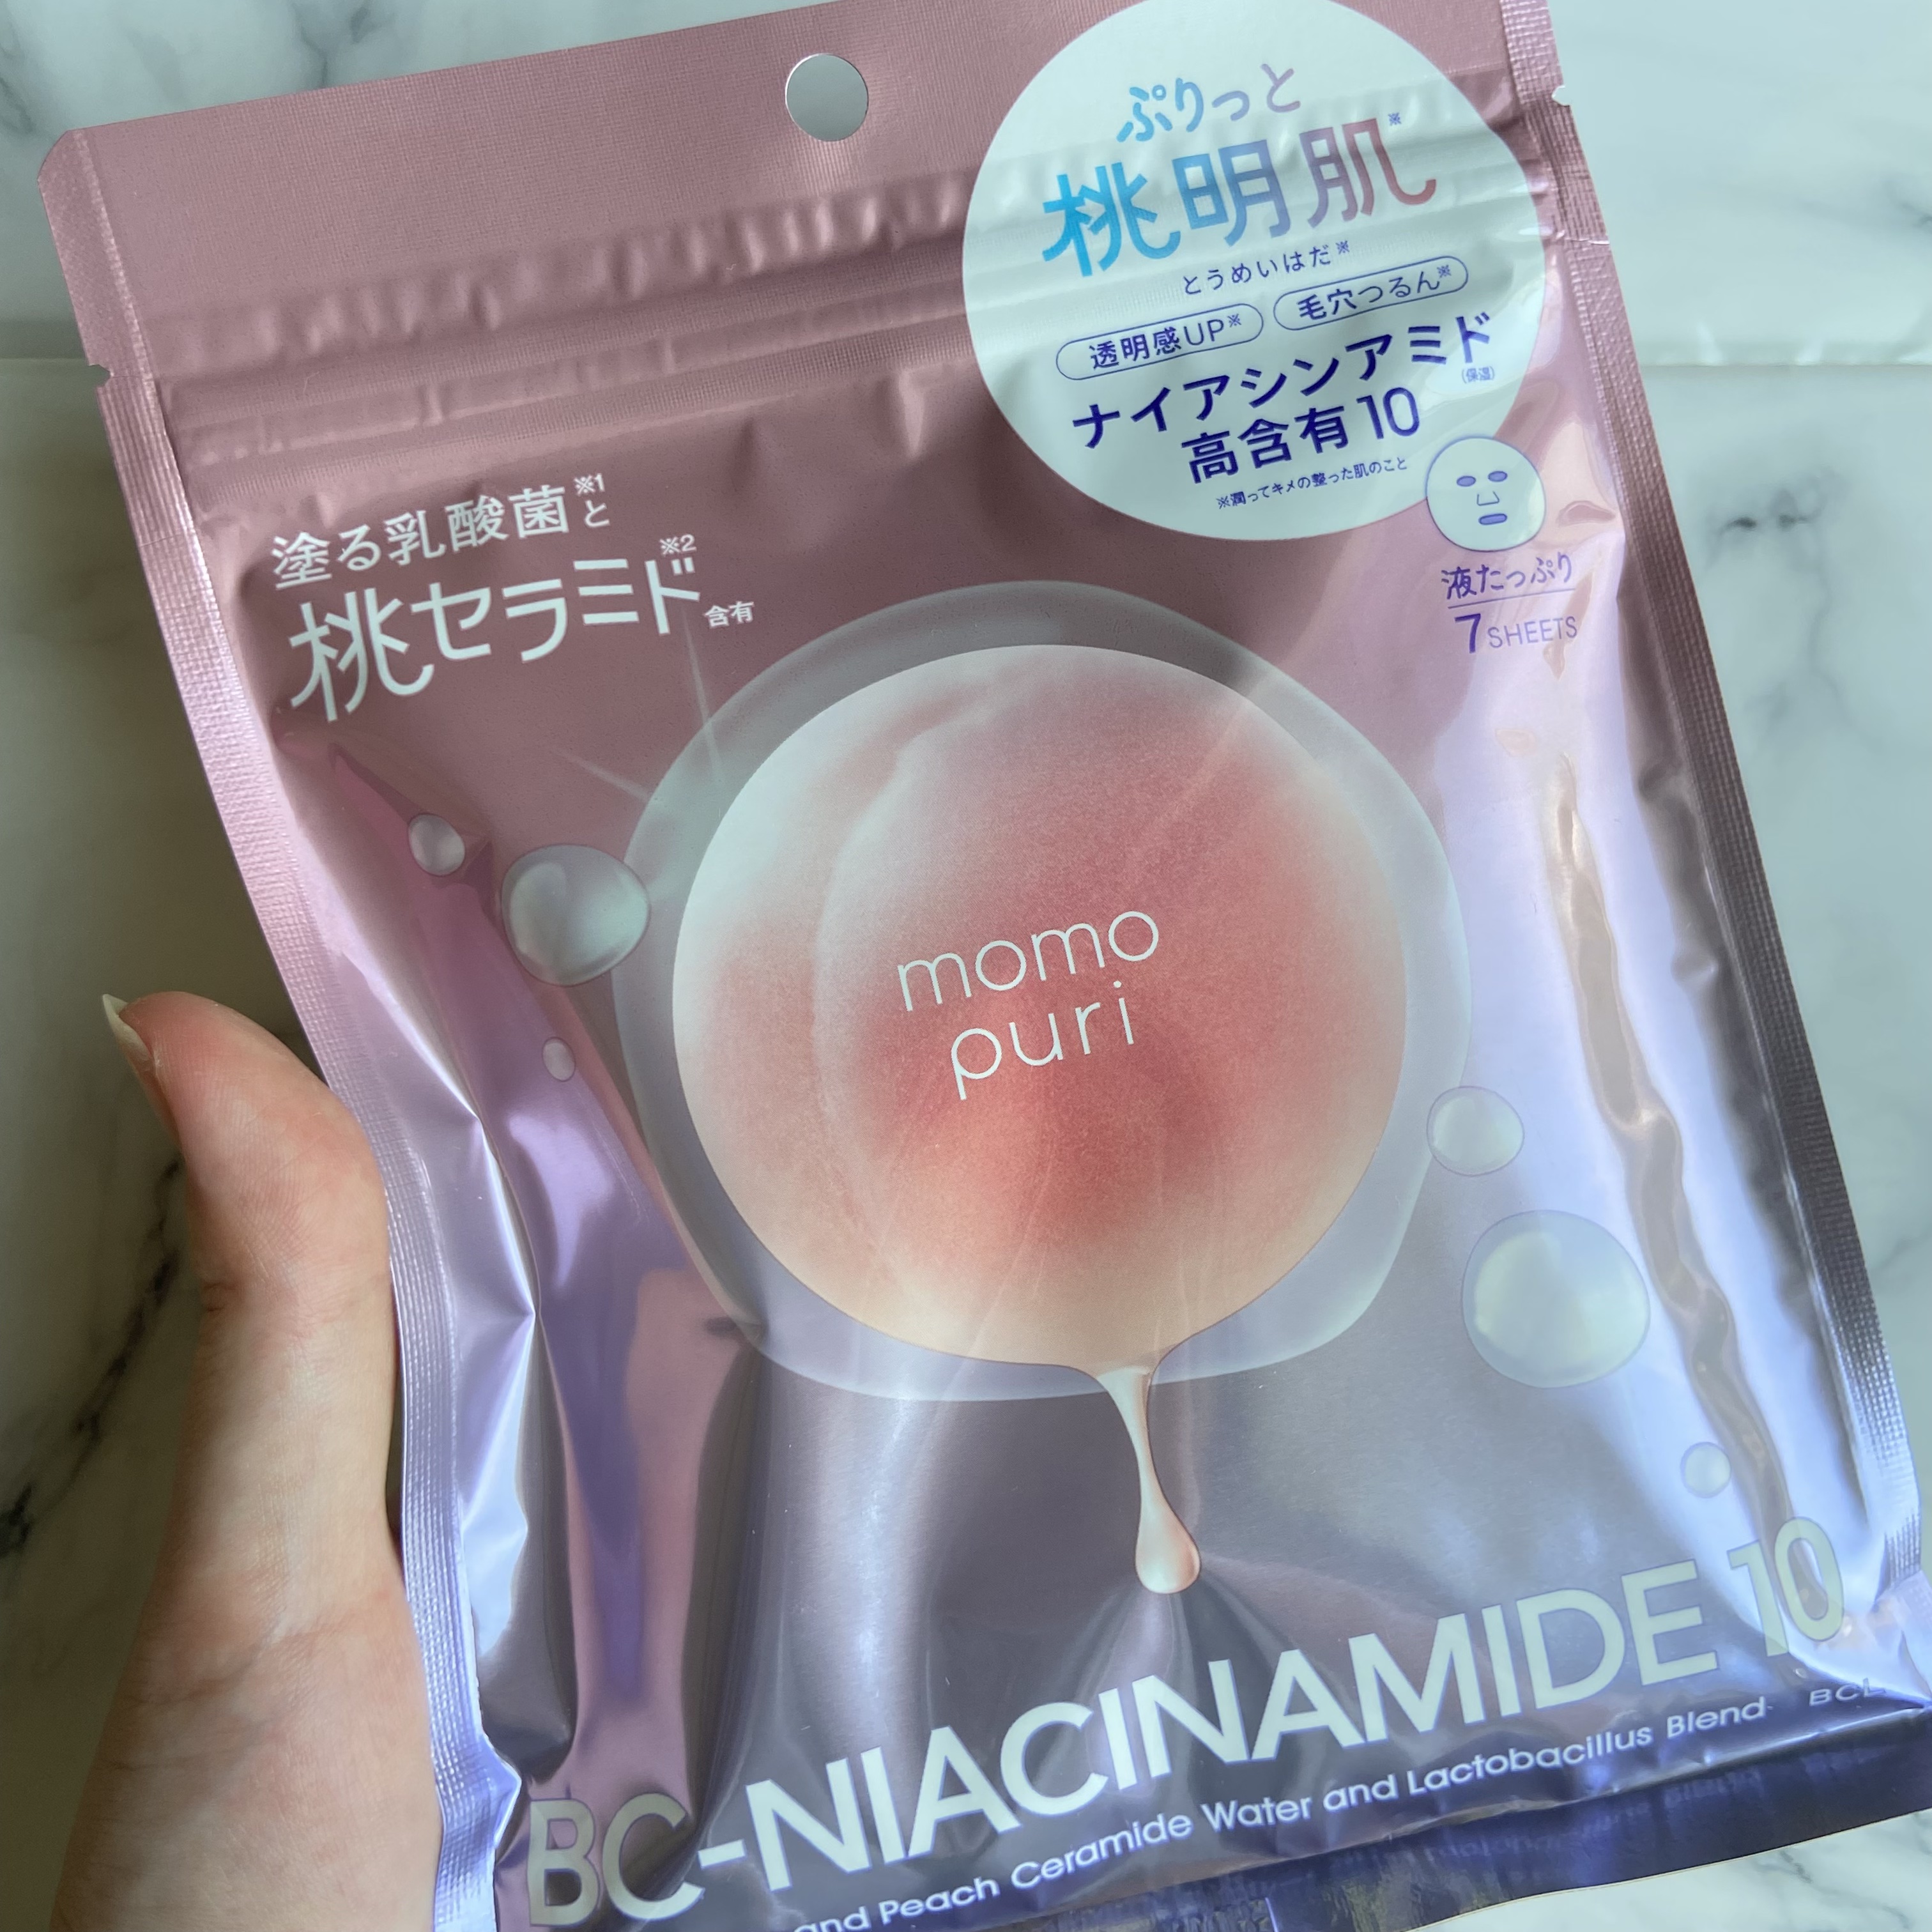 ぷりっと
桃明肌※
とうめいはだ※
透明感UP※ 毛穴つるん※
ナイアシンアミド
(保湿)
高含有10
※潤ってキメの整った肌のこと
塗る乳酸菌※1と
桃セラミド※2含有
液たっぷり
7SHEETS
momo
puri
BC-NIACINAMIDE 10
and Peach Ceramide Water and Lactobacillus Blend BCL